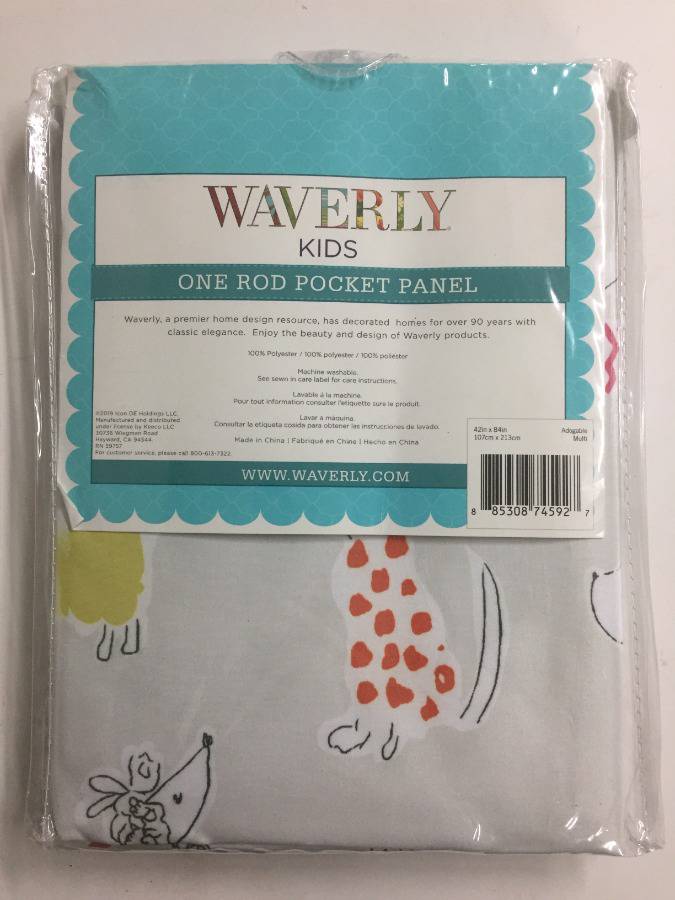 WAVERLY
KIDS
ONE ROD POCKET PANEL
Waverly, a premier home design resource, has decorated homes for over 90 years with
classic elegance. Enjoy the beauty and design of Waverly products.
100% Polyester / 100% polyester / 100% poliester
Machine washable.
See sewn in care label for care instructions.
Lavable à la machine.
Pour tout information consulter l'etiquette sure le produit.
Lavar a máquina.
Consultar la etiqueta cosida para obtener las instrucciones de lavado.
Made in China | Fabriqué en Chine | Hecho en China
©2016 Icon DE Holdings LLC.
Manufactured and distributed
under license by Keeco LLC
30736 Wiegman Road
Hayward, CA 94544.
RN 59757
For customer service, please call 800-613-7322.
WWW.WAVERLY.COM
42in x 84in
107cm x 213cm
Adogable
Multi
8 85308 74592 7